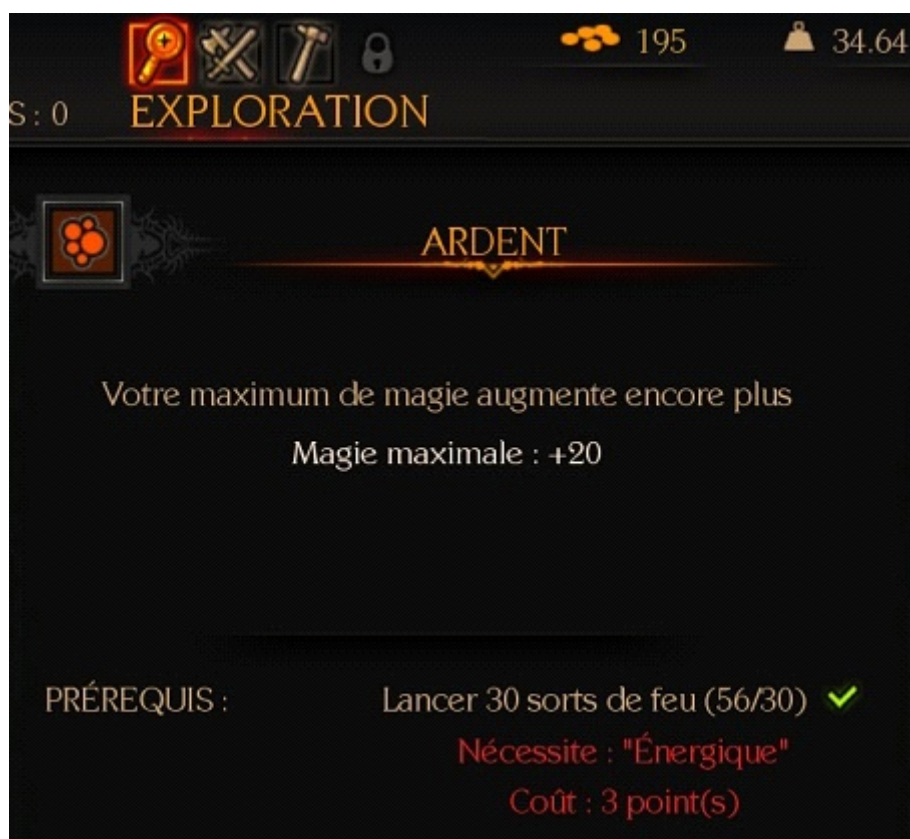 195 34.64
S : 0 EXPLORATION
ARDENT
Votre maximum de magie augmente encore plus
Magie maximale : +20
PRÉREQUIS : Lancer 30 sorts de feu (56/30)
Nécessite : "Énergique"
Coût : 3 point(s)